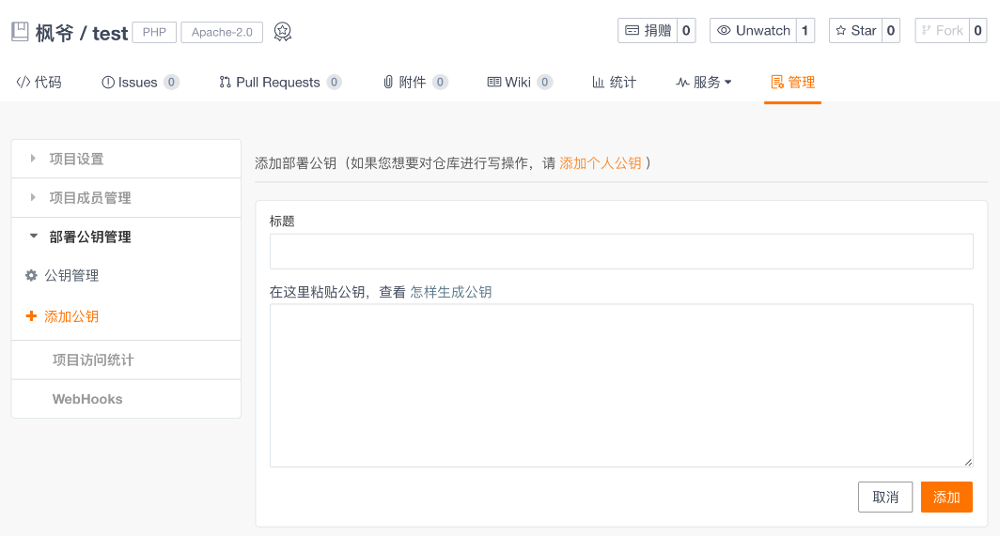 枫爷 / test PHP Apache-2.0 捐赠 0 Unwatch 1 Star 0 Fork 0
代码 Issues 0 Pull Requests 0 附件 0 Wiki 0 统计 服务 管理
项目设置
项目成员管理
部署公钥管理
公钥管理
添加公钥
项目访问统计
WebHooks
添加部署公钥（如果您想要对仓库进行写操作，请 添加个人公钥 ）
标题
在这里粘贴公钥，查看 怎样生成公钥
取消 添加